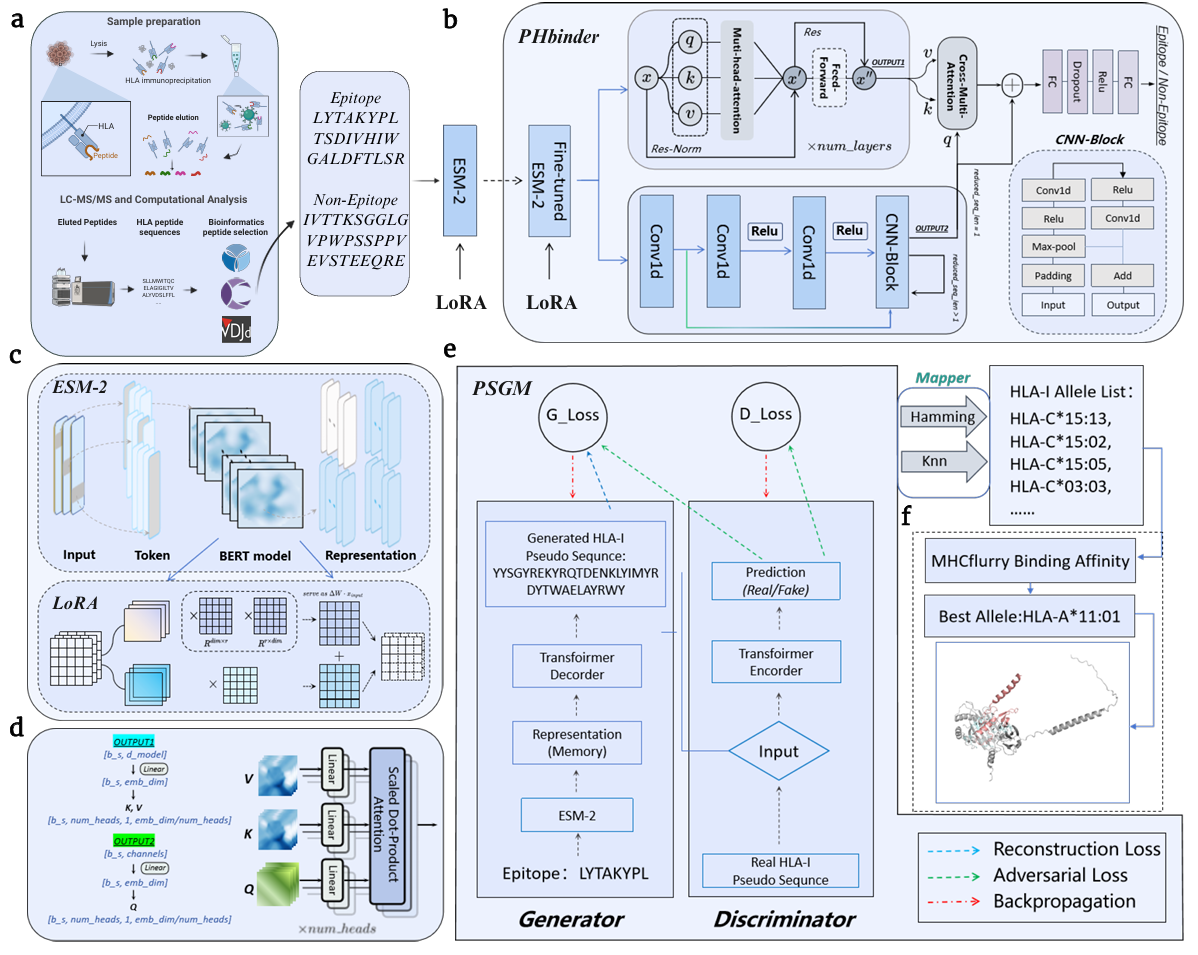 a
Sample preparation
Lysis
HLA immunoprecipitation
HLA
Peptide
Peptide elution
LC-MS/MS and Computational Analysis
Eluted Peptides
HLA peptide
sequences
Bioinformatics
peptide selection
SLLMWITQC
ELAGIGILTV
ALYVDSLFFL
...
VDJd
Epitope
LYTAKYPL
TSDIVHIW
GALDFTLSR
Non-Epitope
IVTTKSGGLG
VPWPSSPPV
EVSTEEQRE
ESM-2
LoRA
b
PHbinder
Fine-tuned
ESM-2
LoRA
x
q
k
v
Muti-head-attention
x'
Res
Feed-
Forward
x''
OUTPUT1
Res-Norm
×num_layers
v
k
q
Cross-Multi-
Attention
FC
Dropout
Relu
FC
Epitope / Non-Epitope
Conv1d
Conv1d
Relu
Conv1d
Relu
CNN-Block
OUTPUT2
reduced_seq_len = 1
reduced_seq_len > 1
CNN-Block
Conv1d
Relu
Relu
Conv1d
Max-pool
Padding
Add
Input
Output
c
ESM-2
Input
Token
BERT model
Representation
LoRA
×
R^{dim×r}
×
R^{r×dim}
serve as ΔW · x_{input}
+
×
d
OUTPUT1
[b_s, d_model]
Linear
[b_s, emb_dim]
K, V
[b_s, num_heads, 1, emb_dim/num_heads]
OUTPUT2
[b_s, channels]
Linear
[b_s, emb_dim]
Q
[b_s, num_heads, 1, emb_dim/num_heads]
V
Linear
K
Linear
Q
Linear
Scaled Dot-Product
Attention
×num_heads
e
PSGM
G_Loss
D_Loss
Generated HLA-I
Pseudo Sequnce:
YYSGYREKYRQTDENKLYIMYR
DYTWAELAYRWY
Transfoirmer
Decorder
Representation
(Memory)
ESM-2
Epitope: LYTAKYPL
Generator
Prediction
(Real/Fake)
Transfoirmer
Encorder
Input
Real HLA-I
Pseudo Sequnce
Discriminator
Mapper
Hamming
Knn
HLA-I Allele List:
HLA-C*15:13,
HLA-C*15:02,
HLA-C*15:05,
HLA-C*03:03,
......
f
MHCflurry Binding Affinity
Best Allele:HLA-A*11:01
Reconstruction Loss
Adversarial Loss
Backpropagation